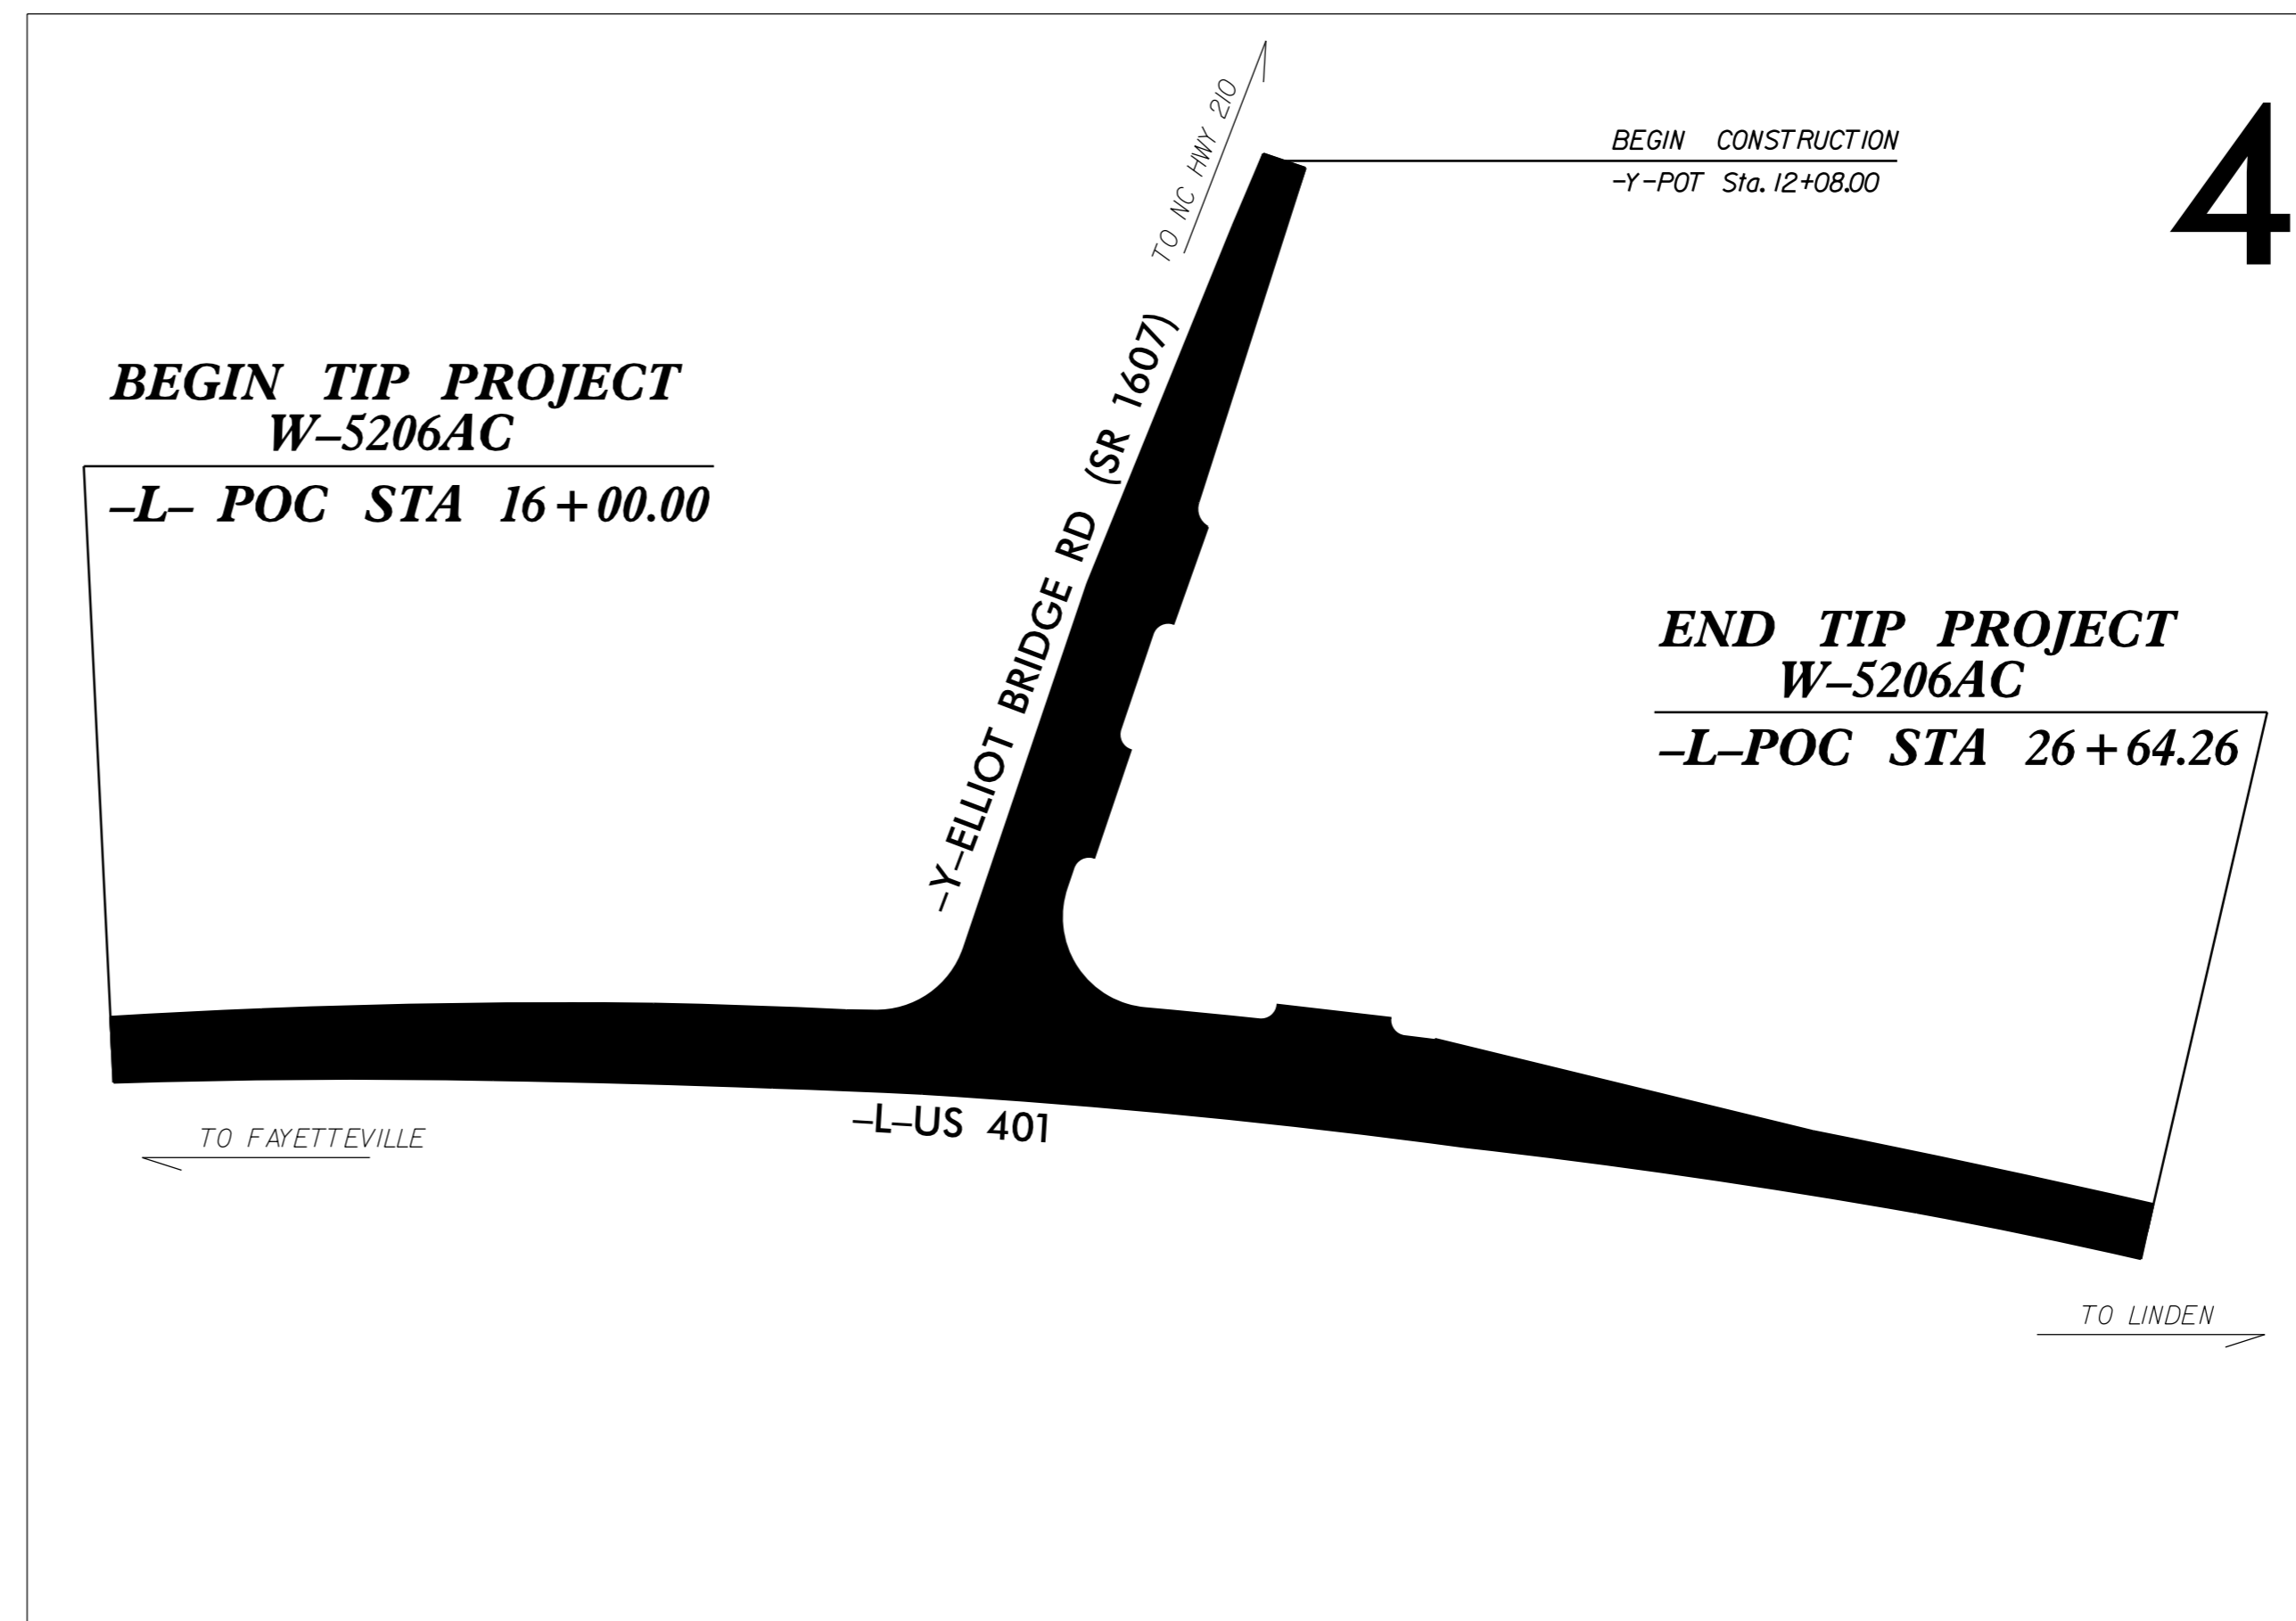 TO NC HWY 210
BEGIN CONSTRUCTION
-Y-POT Sta. 12+08.00
4
BEGIN TIP PROJECT
W-5206AC
-L- POC STA 16+00.00
-Y-ELLIOT BRIDGE RD (SR 1607)
END TIP PROJECT
W-5206AC
-L-POC STA 26+64.26
-L-US 401
TO FAYETTEVILLE
TO LINDEN